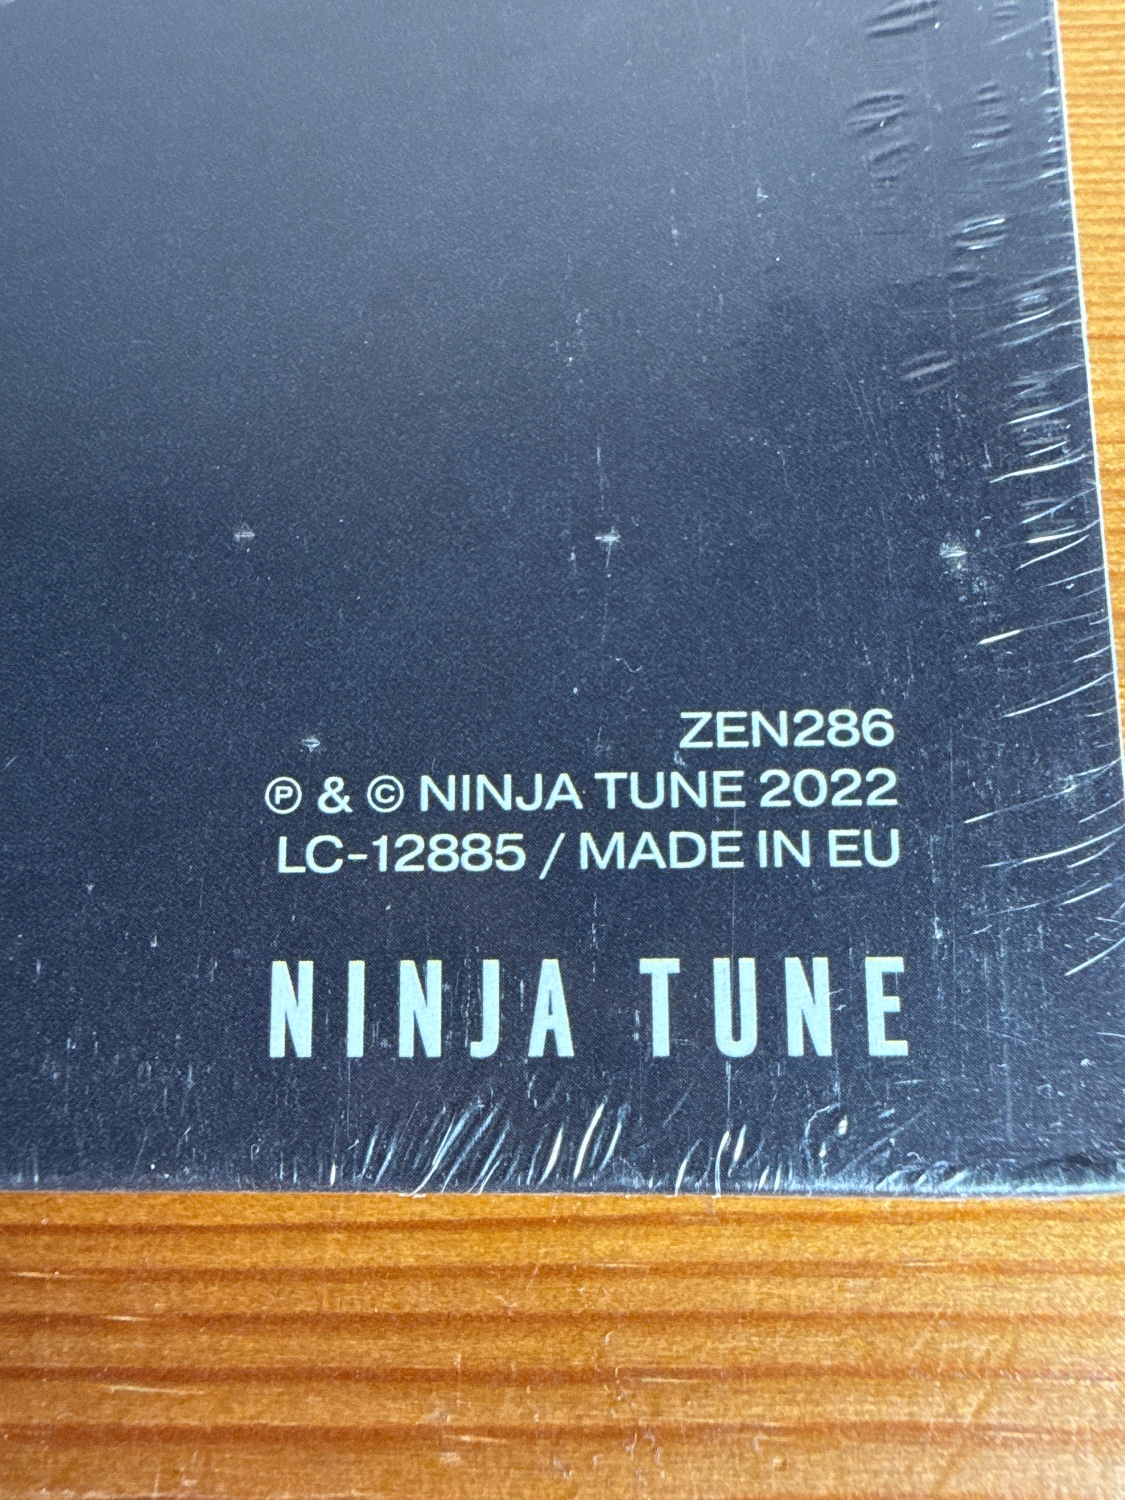 ZEN286
℗ & © NINJA TUNE 2022
LC-12885 / MADE IN EU
NINJA TUNE